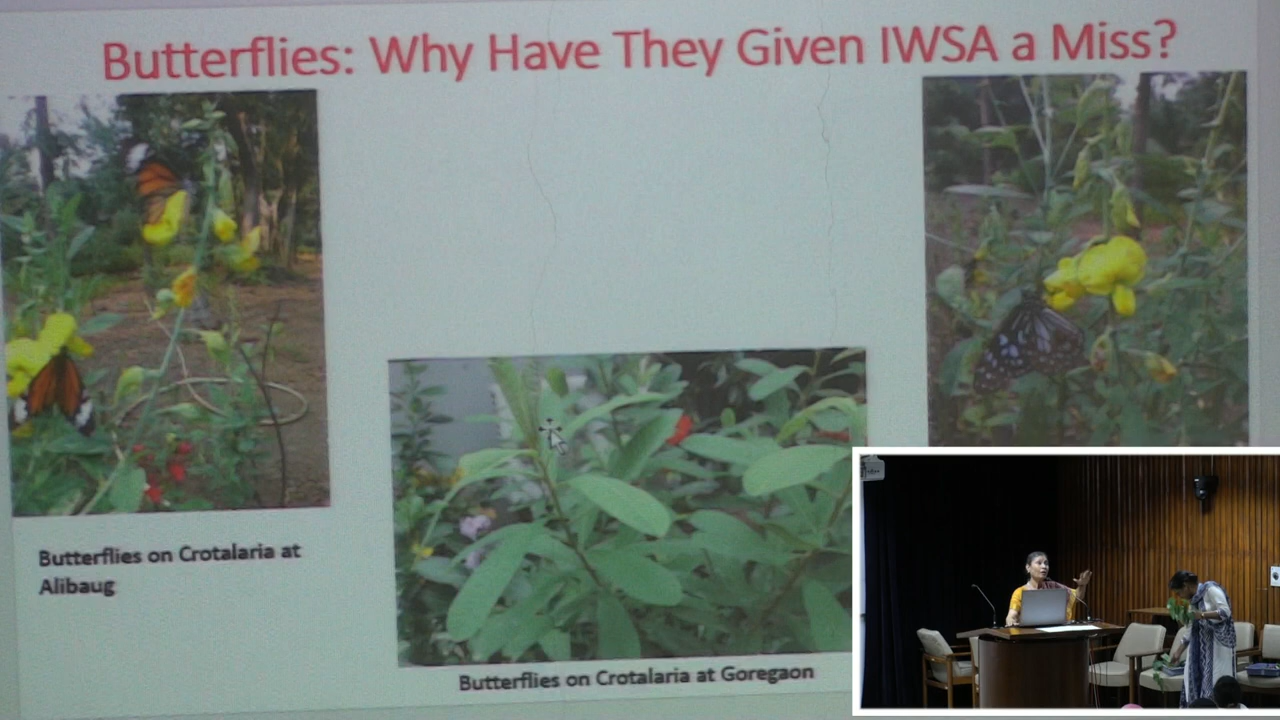 Butterflies: Why Have They Given IWSA a Miss?
Butterflies on Crotalaria at
Alibaug
Butterflies on Crotalaria at Goregaon